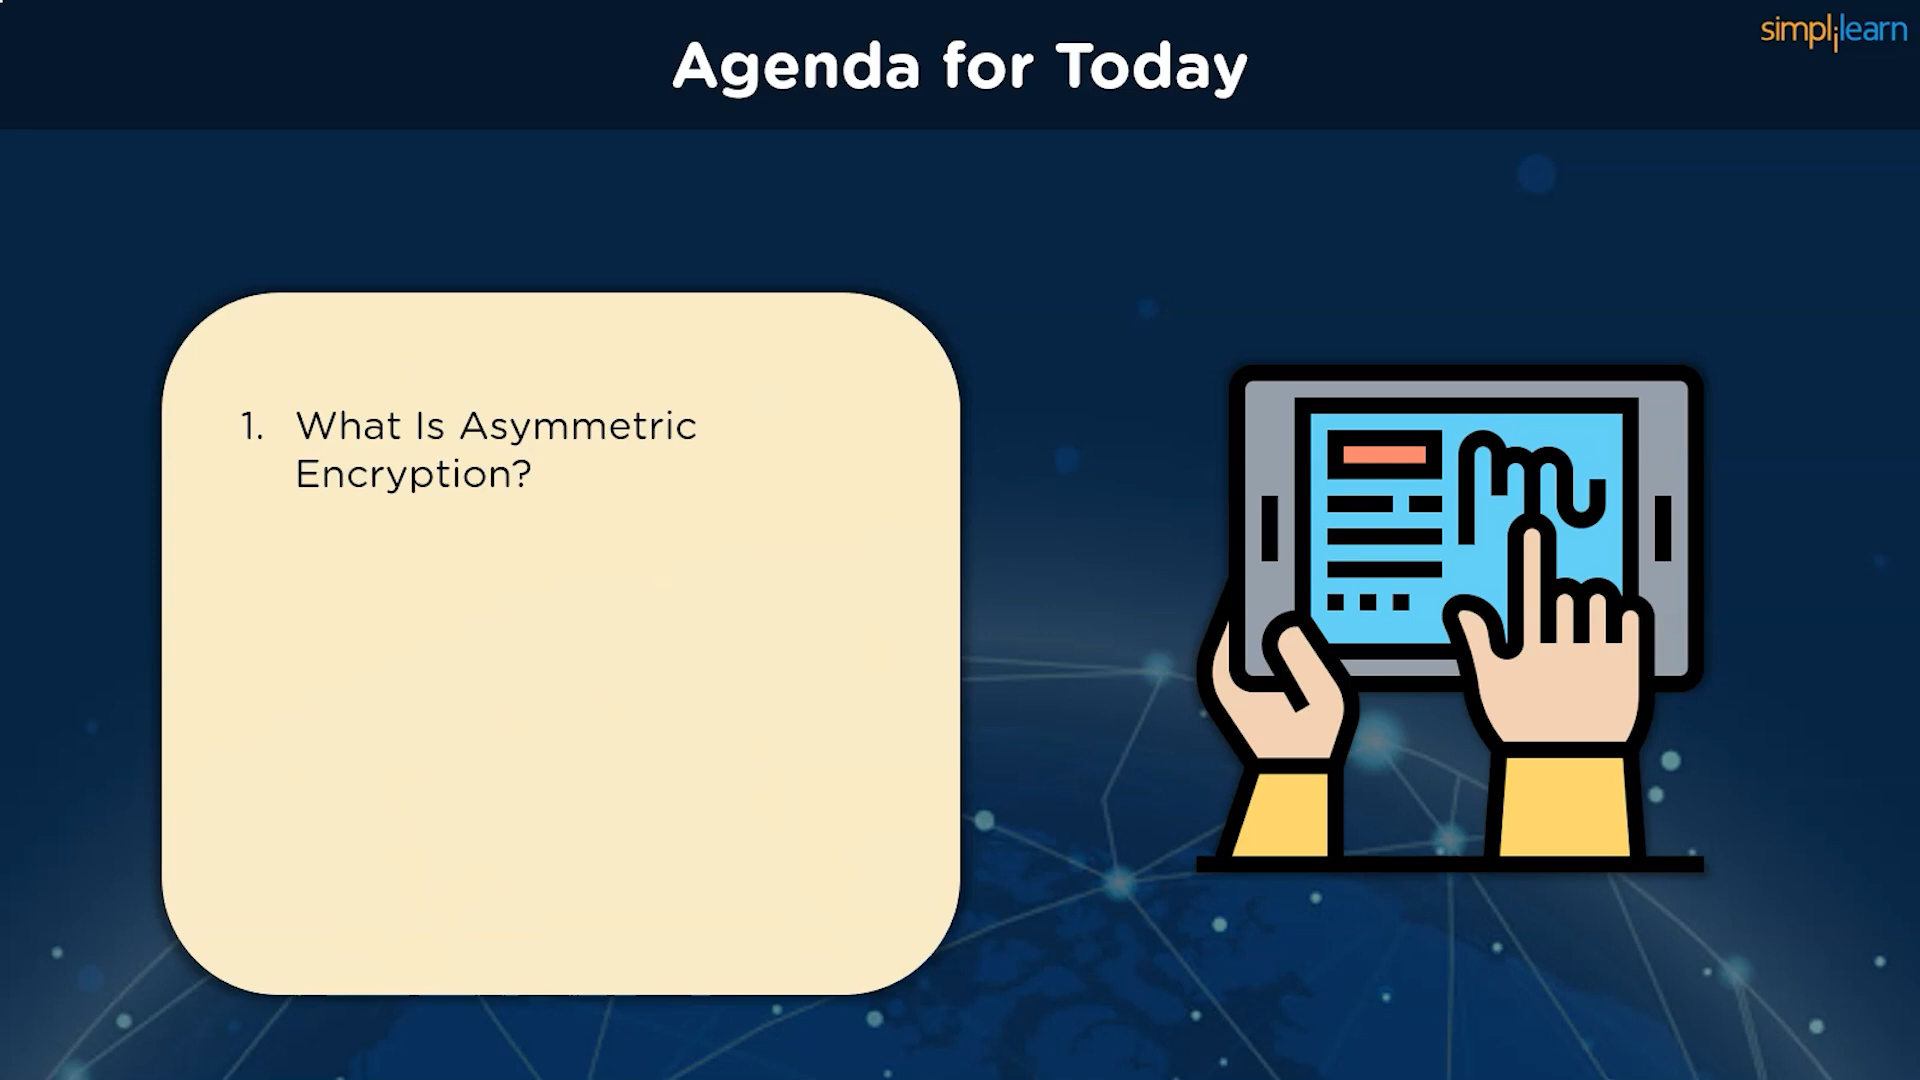 simplilearn
Agenda for Today
1. What Is Asymmetric
Encryption?